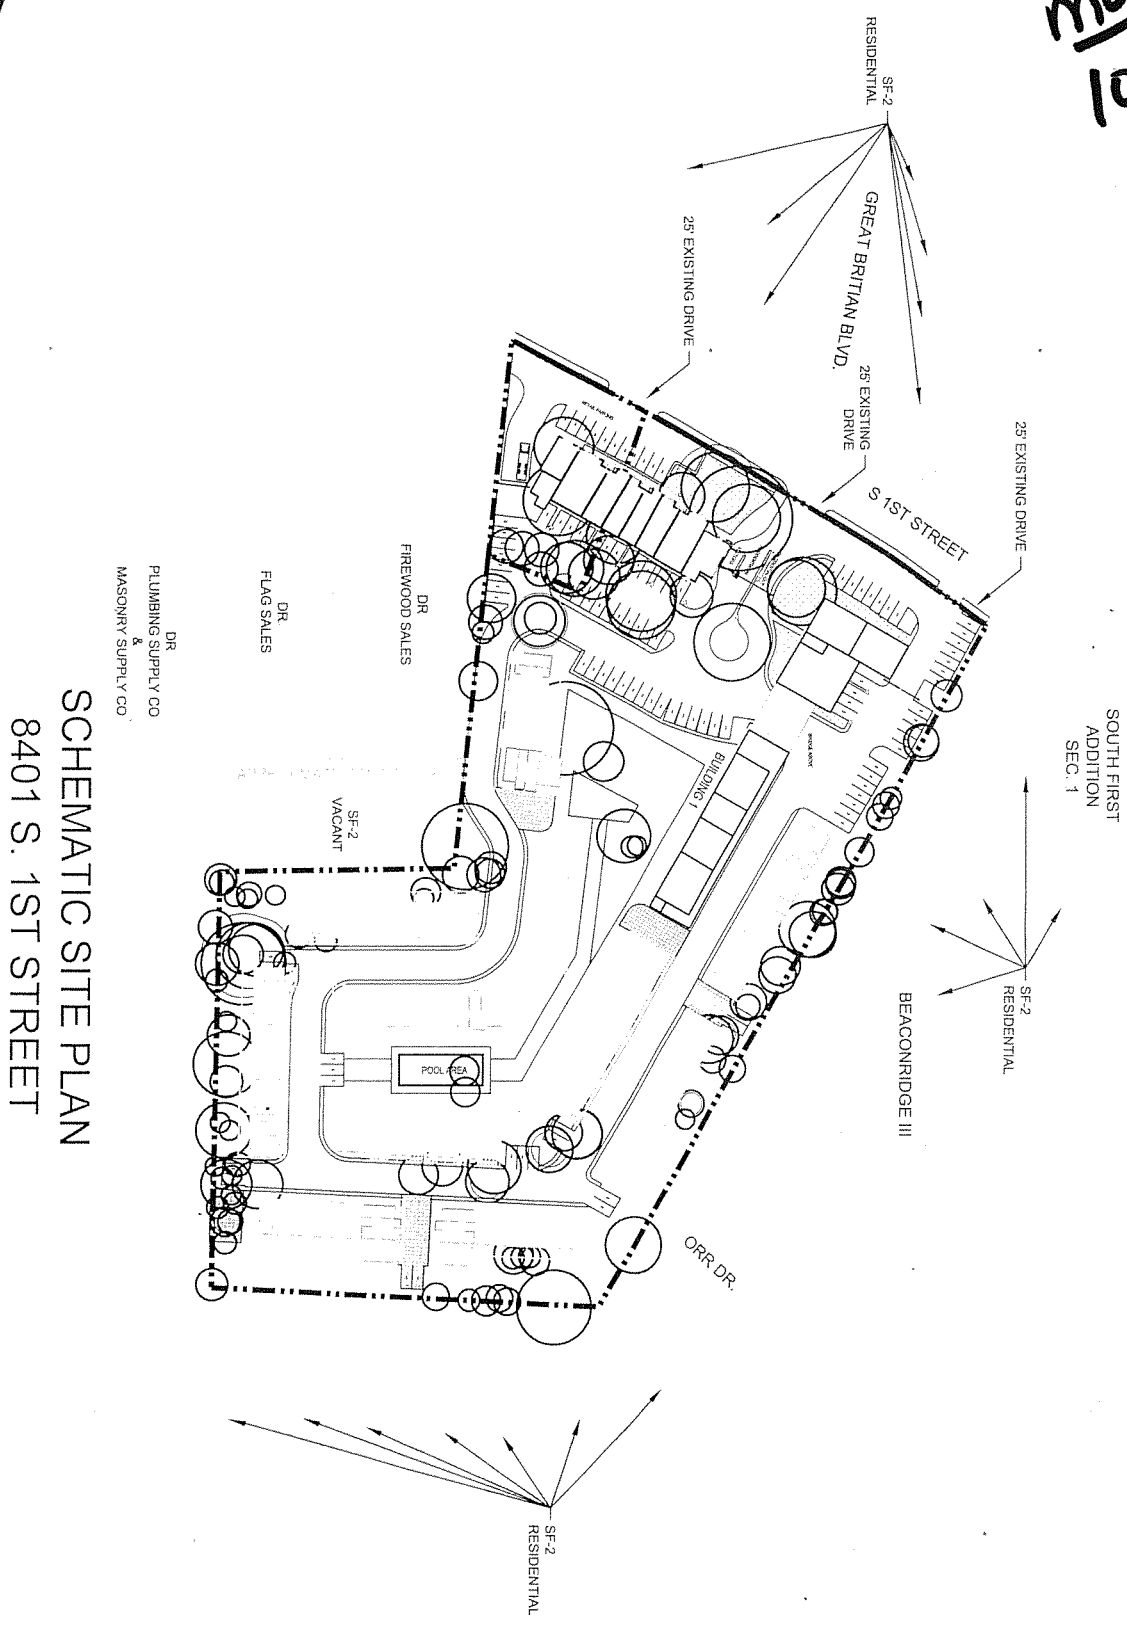 SF-2
RESIDENTIAL
GREAT BRITIAN BLVD.
25' EXISTING DRIVE
25' EXISTING
DRIVE
25' EXISTING DRIVE
S 1ST STREET
SOUTH FIRST
ADDITION
SEC. 1
SF-2
RESIDENTIAL
BEACONRIDGE III
BUILDING 1
POOL AREA
ORR DR.
SF-2
RESIDENTIAL
DR
FIREWOOD SALES
DR
FLAG SALES
DR
PLUMBING SUPPLY CO
&
MASONRY SUPPLY CO
SF-2
VACANT
SCHEMATIC SITE PLAN
8401 S. 1ST STREET